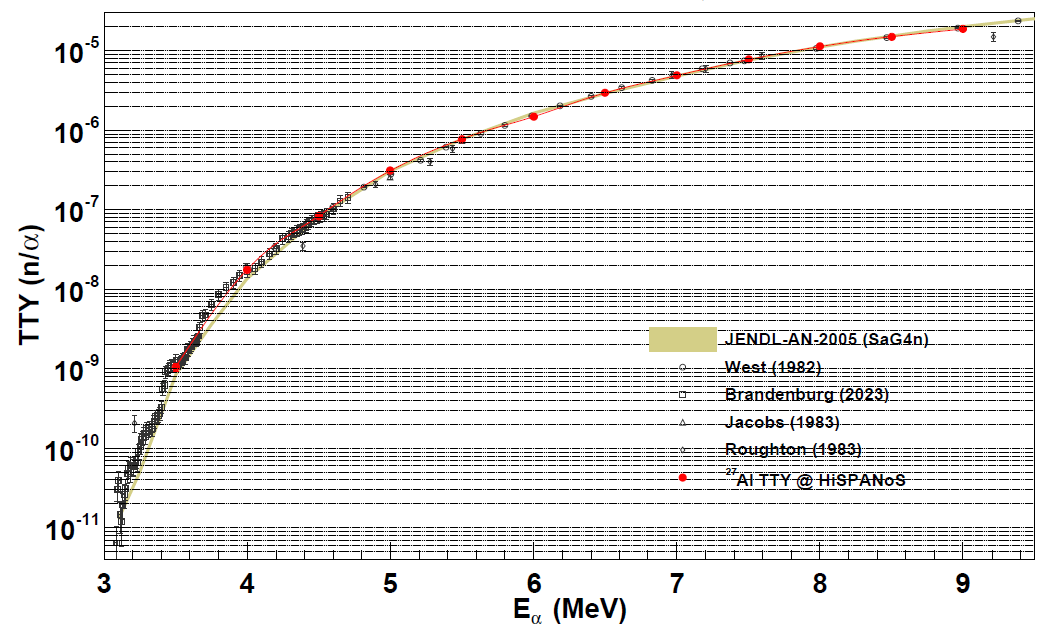 10⁻⁵
10⁻⁶
10⁻⁷
10⁻⁸
10⁻⁹
10⁻¹⁰
10⁻¹¹
TTY (n/α)
JENDL-AN-2005 (SaG4n)
West (1982)
Brandenburg (2023)
Jacobs (1983)
Roughton (1983)
²⁷Al TTY @ HiSPANoS
3 4 5 6 7 8 9
Eα (MeV)